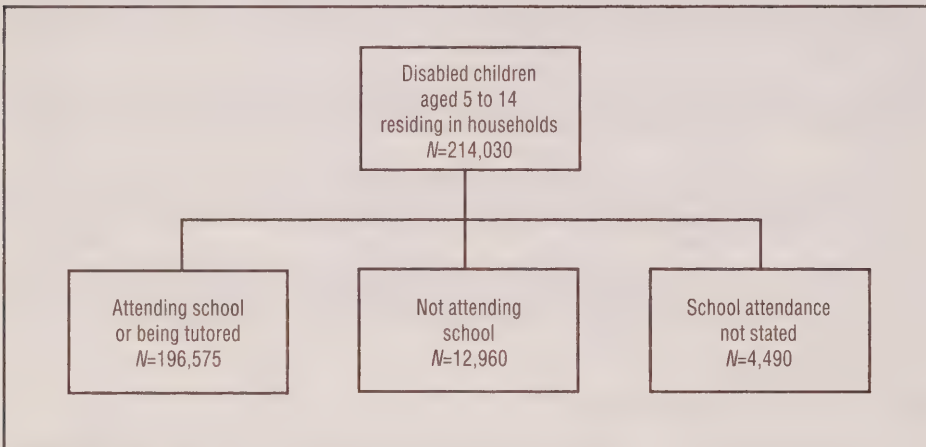 Disabled children
aged 5 to 14
residing in households
N=214,030
Attending school
or being tutored
N=196,575
Not attending
school
N=12,960
School attendance
not stated
N=4,490